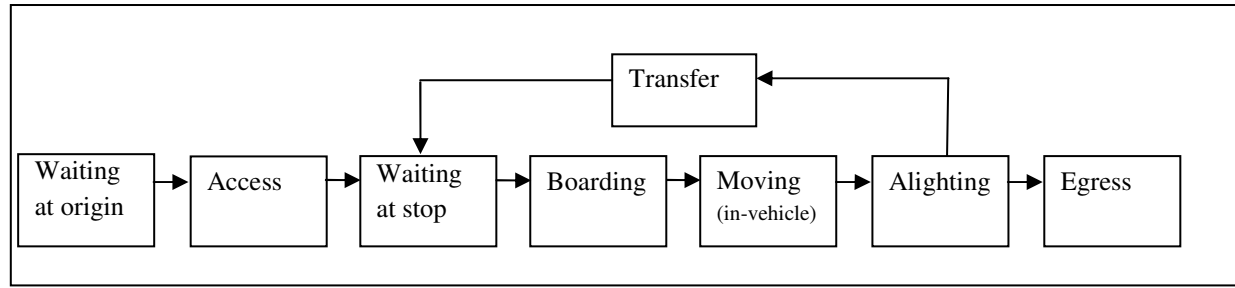 Transfer
Waiting
at origin
Access
Waiting
at stop
Boarding
Moving
(in-vehicle)
Alighting
Egress